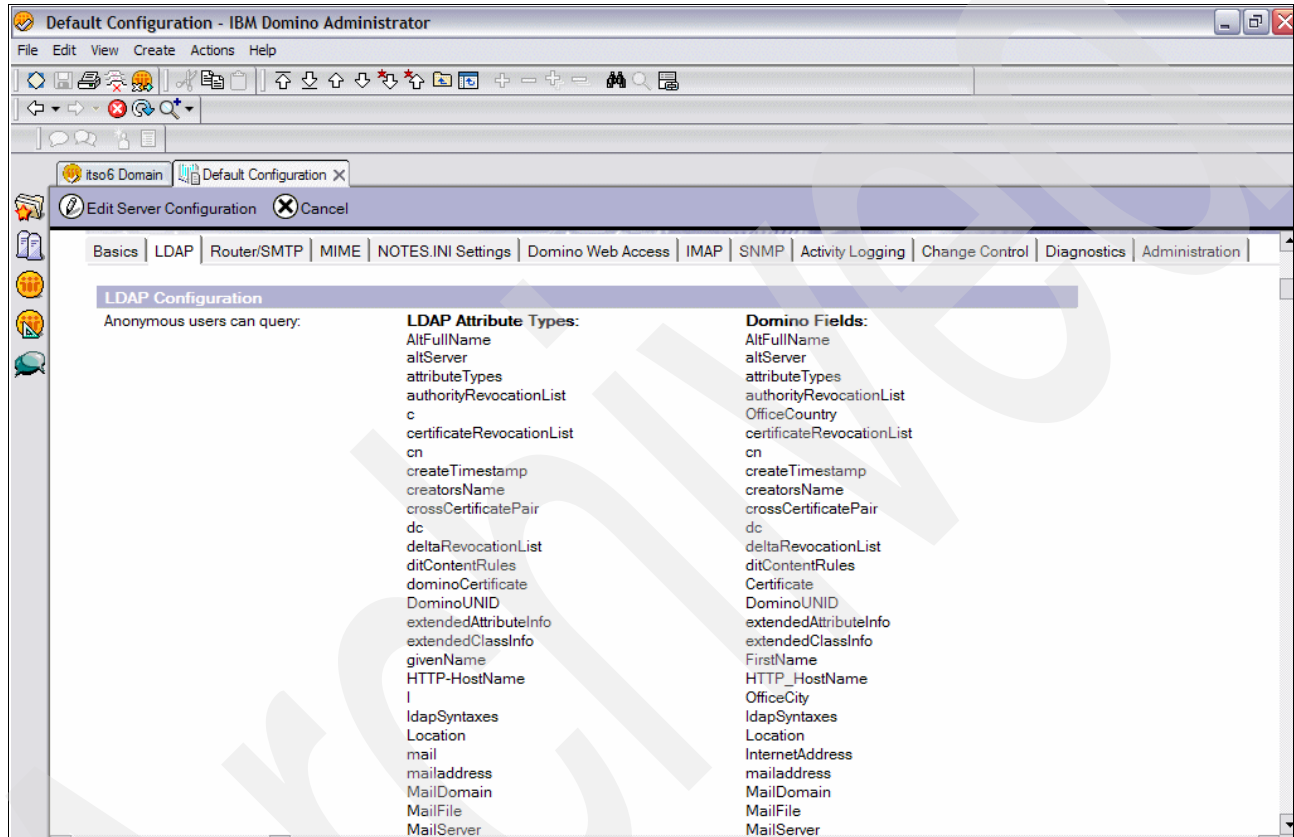 Default Configuration - IBM Domino Administrator
File Edit View Create Actions Help
itso6 Domain Default Configuration
Edit Server Configuration Cancel
Basics LDAP Router/SMTP MIME NOTES.INI Settings Domino Web Access IMAP SNMP Activity Logging Change Control Diagnostics Administration
LDAP Configuration
Anonymous users can query: LDAP Attribute Types: Domino Fields:
AltFullName AltFullName
altServer altServer
attributeTypes attributeTypes
authorityRevocationList authorityRevocationList
c OfficeCountry
certificateRevocationList certificateRevocationList
cn cn
createTimestamp createTimestamp
creatorsName creatorsName
crossCertificatePair crossCertificatePair
dc dc
deltaRevocationList deltaRevocationList
ditContentRules ditContentRules
dominoCertificate Certificate
DominoUNID DominoUNID
extendedAttributeInfo extendedAttributeInfo
extendedClassInfo extendedClassInfo
givenName FirstName
HTTP-HostName HTTP_HostName
l OfficeCity
ldapSyntaxes ldapSyntaxes
Location Location
mail InternetAddress
mailaddress mailaddress
MailDomain MailDomain
MailFile MailFile
MailServer MailServer